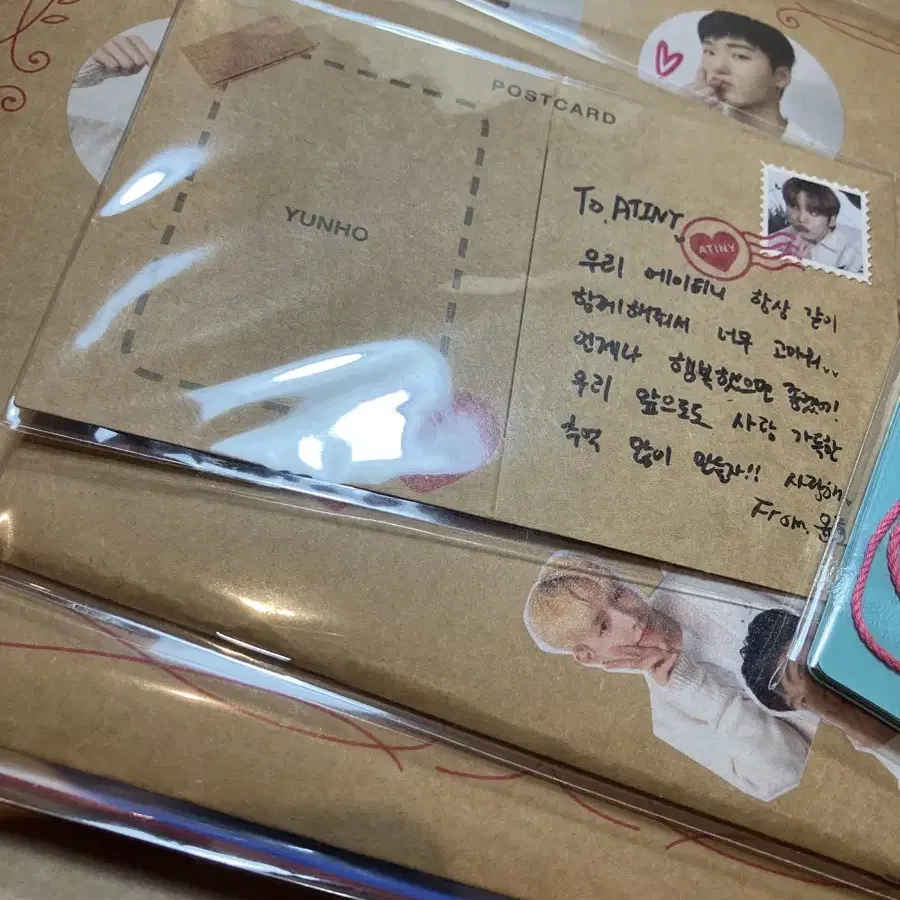 POSTCARD
YUNHO
To. ATINY
ATINY
우리 에이티니 항상 같이
함께해줘서 너무 고마워..
언제나 행복했으면 좋겠어!
우리 앞으로도 사랑 가득한
추억 많이 만들자!! 사랑해.
From. 윤호